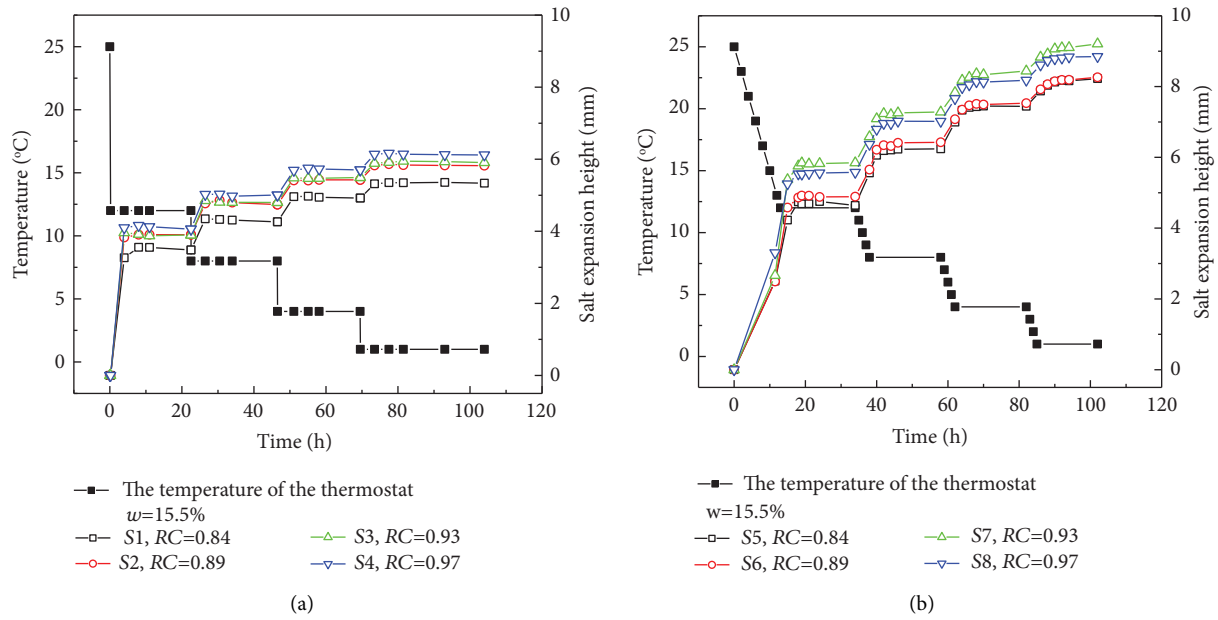 25
20
15
10
5
0
Temperature (°C)
10
8
6
4
2
0
Salt expansion height (mm)
0 20 40 60 80 100 120
Time (h)
The temperature of the thermostat
w=15.5%
S1, RC=0.84 S3, RC=0.93
S2, RC=0.89 S4, RC=0.97
(a)
25
20
15
10
5
0
Temperature (°C)
10
8
6
4
2
0
Salt expansion height (mm)
0 20 40 60 80 100 120
Time (h)
The temperature of the thermostat
w=15.5%
S5, RC=0.84 S7, RC=0.93
S6, RC=0.89 S8, RC=0.97
(b)